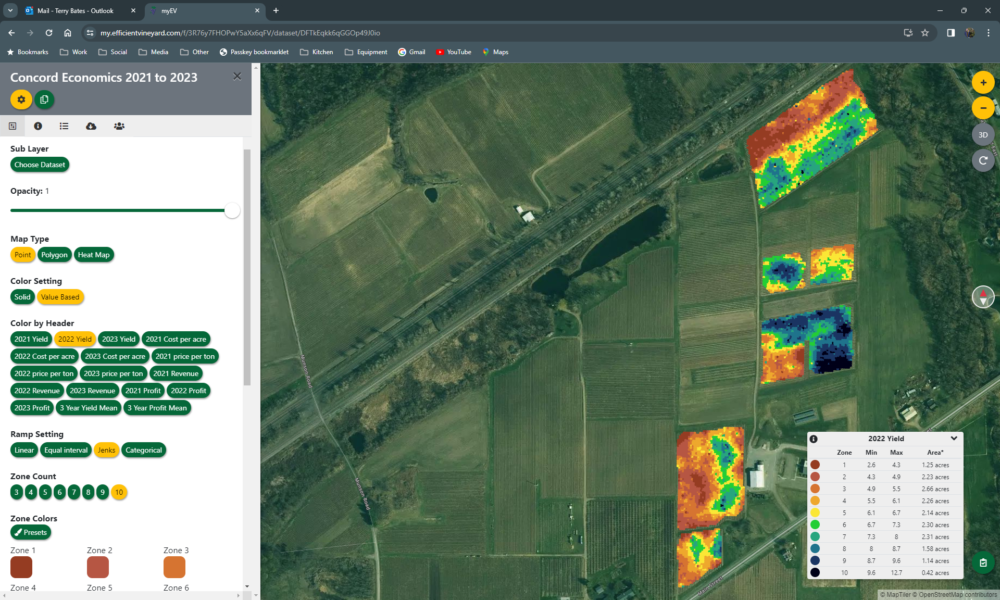 Mail - Terry Bates - Outlook
myEV
my.efficientvineyard.com/f/3R76y7FHOPwY5aXx6qFV/dataset/DFTkEqkk6qGGOp49J0io
Bookmarks Work Social Media Other Passkey bookmarklet Kitchen Equipment Gmail YouTube Maps
Concord Economics 2021 to 2023
Sub Layer
Choose Dataset
Opacity: 1
Map Type
Point Polygon Heat Map
Color Setting
Solid Value Based
Color by Header
2021 Yield 2022 Yield 2023 Yield 2021 Cost per acre
2022 Cost per acre 2023 Cost per acre 2021 price per ton
2022 price per ton 2023 price per ton 2021 Revenue
2022 Revenue 2023 Revenue 2021 Profit 2022 Profit
2023 Profit 3 Year Yield Mean 3 Year Profit Mean
Ramp Setting
Linear Equal interval Jenks Categorical
Zone Count
3 4 5 6 7 8 9 10
Zone Colors
Presets
Zone 1 Zone 2 Zone 3
Zone 4 Zone 5 Zone 6
3D
East
Munson Road
Munson Road
Main Street
2022 Yield
Zone Min Max Area*
1 2.6 4.3 1.25 acres
2 4.3 4.9 2.23 acres
3 4.9 5.5 2.66 acres
4 5.5 6.1 2.26 acres
5 6.1 6.7 2.14 acres
6 6.7 7.3 2.30 acres
7 7.3 8 2.31 acres
8 8 8.7 1.58 acres
9 8.7 9.6 1.14 acres
10 9.6 12.7 0.42 acres
© MapTiler © OpenStreetMap contributors